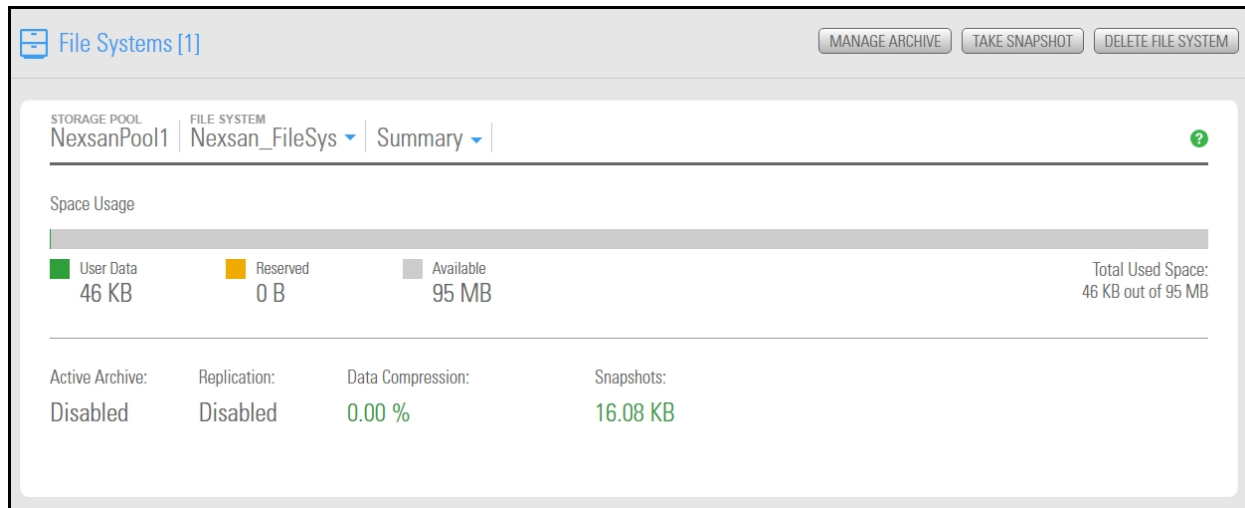 File Systems [1]
MANAGE ARCHIVE TAKE SNAPSHOT DELETE FILE SYSTEM
STORAGE POOL FILE SYSTEM
NexsanPool1 Nexsan_FileSys Summary
?
Space Usage
User Data Reserved Available Total Used Space:
46 KB 0 B 95 MB 46 KB out of 95 MB
Active Archive: Replication: Data Compression: Snapshots:
Disabled Disabled 0.00 % 16.08 KB